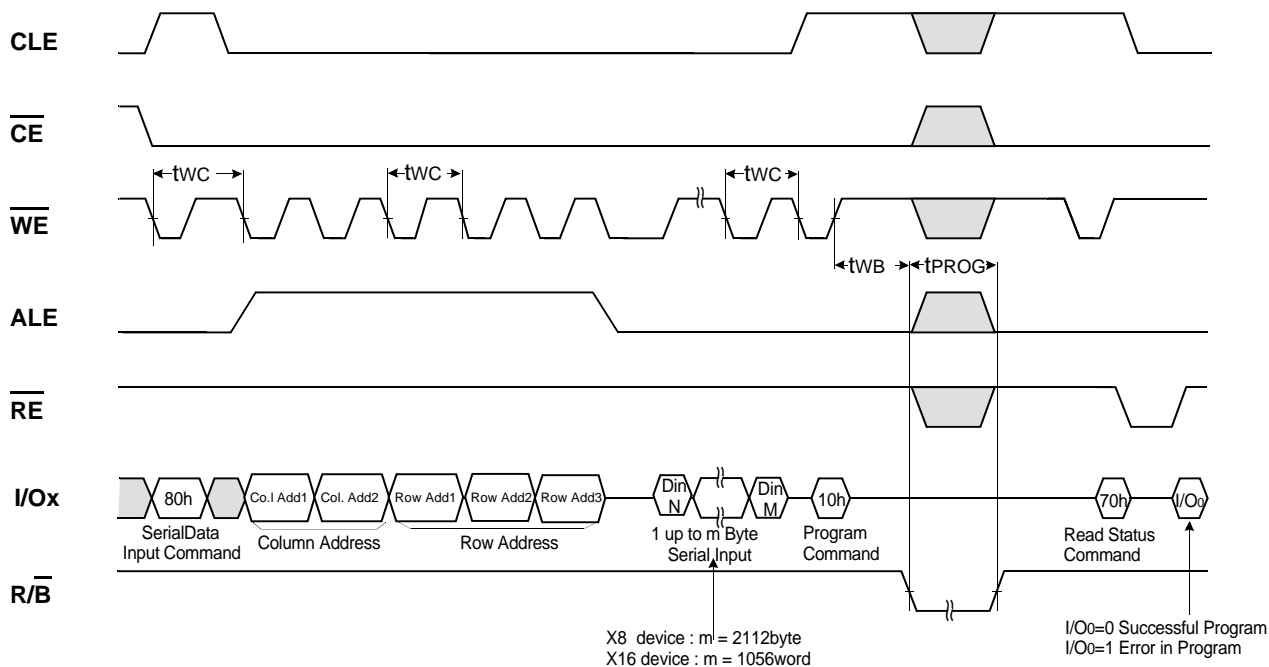 CLE
CE
tWC
tWC
tWC
WE
tWB
tPROG
ALE
RE
I/Ox
80h
Co.l Add1
Col. Add2
Row Add1
Row Add2
Row Add3
Din
N
Din
M
10h
70h
I/O0
SerialData
Input Command
Column Address
Row Address
1 up to m Byte
Serial Input
Program
Command
Read Status
Command
R/B
X8 device : m = 2112byte
X16 device : m = 1056word
I/O0=0 Successful Program
I/O0=1 Error in Program